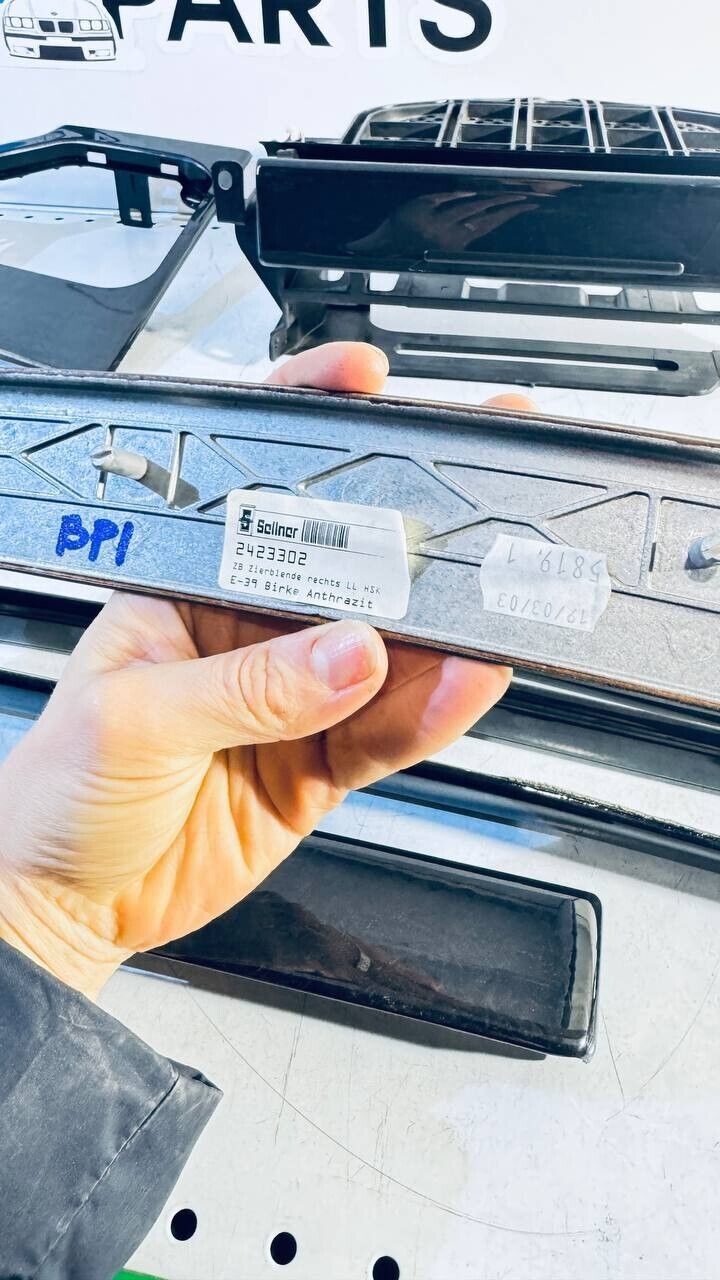 PARTS
BPI
Sellner
2423302
ZB Zierblende rechts LL HSK
E-39 Birke Anthrazit
5819,1
12/03/03